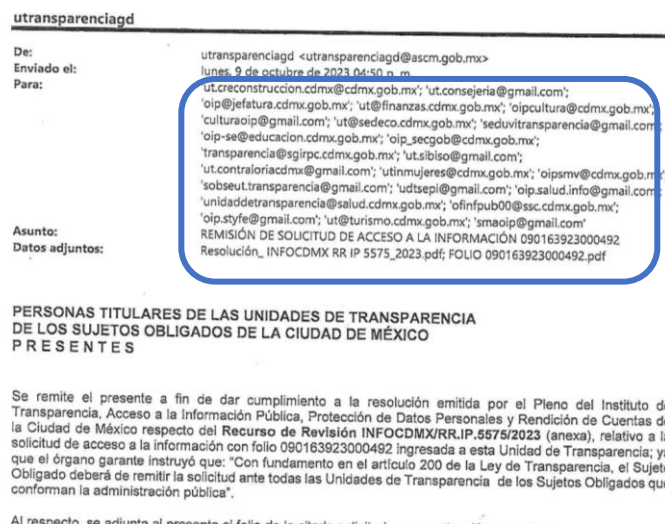 utransparenciagd
De: utransparenciagd <utransparenciagd@ascm.gob.mx>
Enviado el: lunes, 9 de octubre de 2023 04:50 p. m.
Para: 'ut.creconstruccion.cdmx@cdmx.gob.mx'; 'ut.consejeria@gmail.com';
'oip@jefatura.cdmx.gob.mx'; 'ut@finanzas.cdmx.gob.mx'; 'oipcultura@cdmx.gob.mx';
'culturaoip@gmail.com'; 'ut@sedeco.cdmx.gob.mx'; 'seduvitransparencia@gmail.com';
'oip-se@educacion.cdmx.gob.mx'; 'oip_secgob@cdmx.gob.mx';
'transparencia@sgirpc.cdmx.gob.mx'; 'ut.sibiso@gmail.com';
'ut.contraloriacdmx@gmail.com'; 'utinmujeres@cdmx.gob.mx'; 'oipsmv@cdmx.gob.mx';
'sobseut.transparencia@gmail.com'; 'udtsepi@gmail.com'; 'oip.salud.info@gmail.com';
'unidaddetransparencia@salud.cdmx.gob.mx'; 'ofinfpub00@ssc.cdmx.gob.mx';
'oip.styfe@gmail.com'; 'ut@turismo.cdmx.gob.mx'; 'smaoip@gmail.com'
Asunto: REMISIÓN DE SOLICITUD DE ACCESO A LA INFORMACIÓN 090163923000492
Datos adjuntos: Resolución_ INFOCDMX RR IP 5575_2023.pdf; FOLIO 090163923000492.pdf
PERSONAS TITULARES DE LAS UNIDADES DE TRANSPARENCIA
DE LOS SUJETOS OBLIGADOS DE LA CIUDAD DE MÉXICO
P R E S E N T E S
Se remite el presente a fin de dar cumplimiento a la resolución emitida por el Pleno del Instituto de
Transparencia, Acceso a la Información Pública, Protección de Datos Personales y Rendición de Cuentas de
la Ciudad de México respecto del Recurso de Revisión INFOCDMX/RR.IP.5575/2023 (anexa), relativo a la
solicitud de acceso a la información con folio 090163923000492 ingresada a esta Unidad de Transparencia; ya
que el órgano garante instruyó que: "Con fundamento en el artículo 200 de la Ley de Transparencia, el Sujeto
Obligado deberá de remitir la solicitud ante todas las Unidades de Transparencia de los Sujetos Obligados que
conforman la administración pública".
Al respecto, se adjunta al presente el folio de la citada